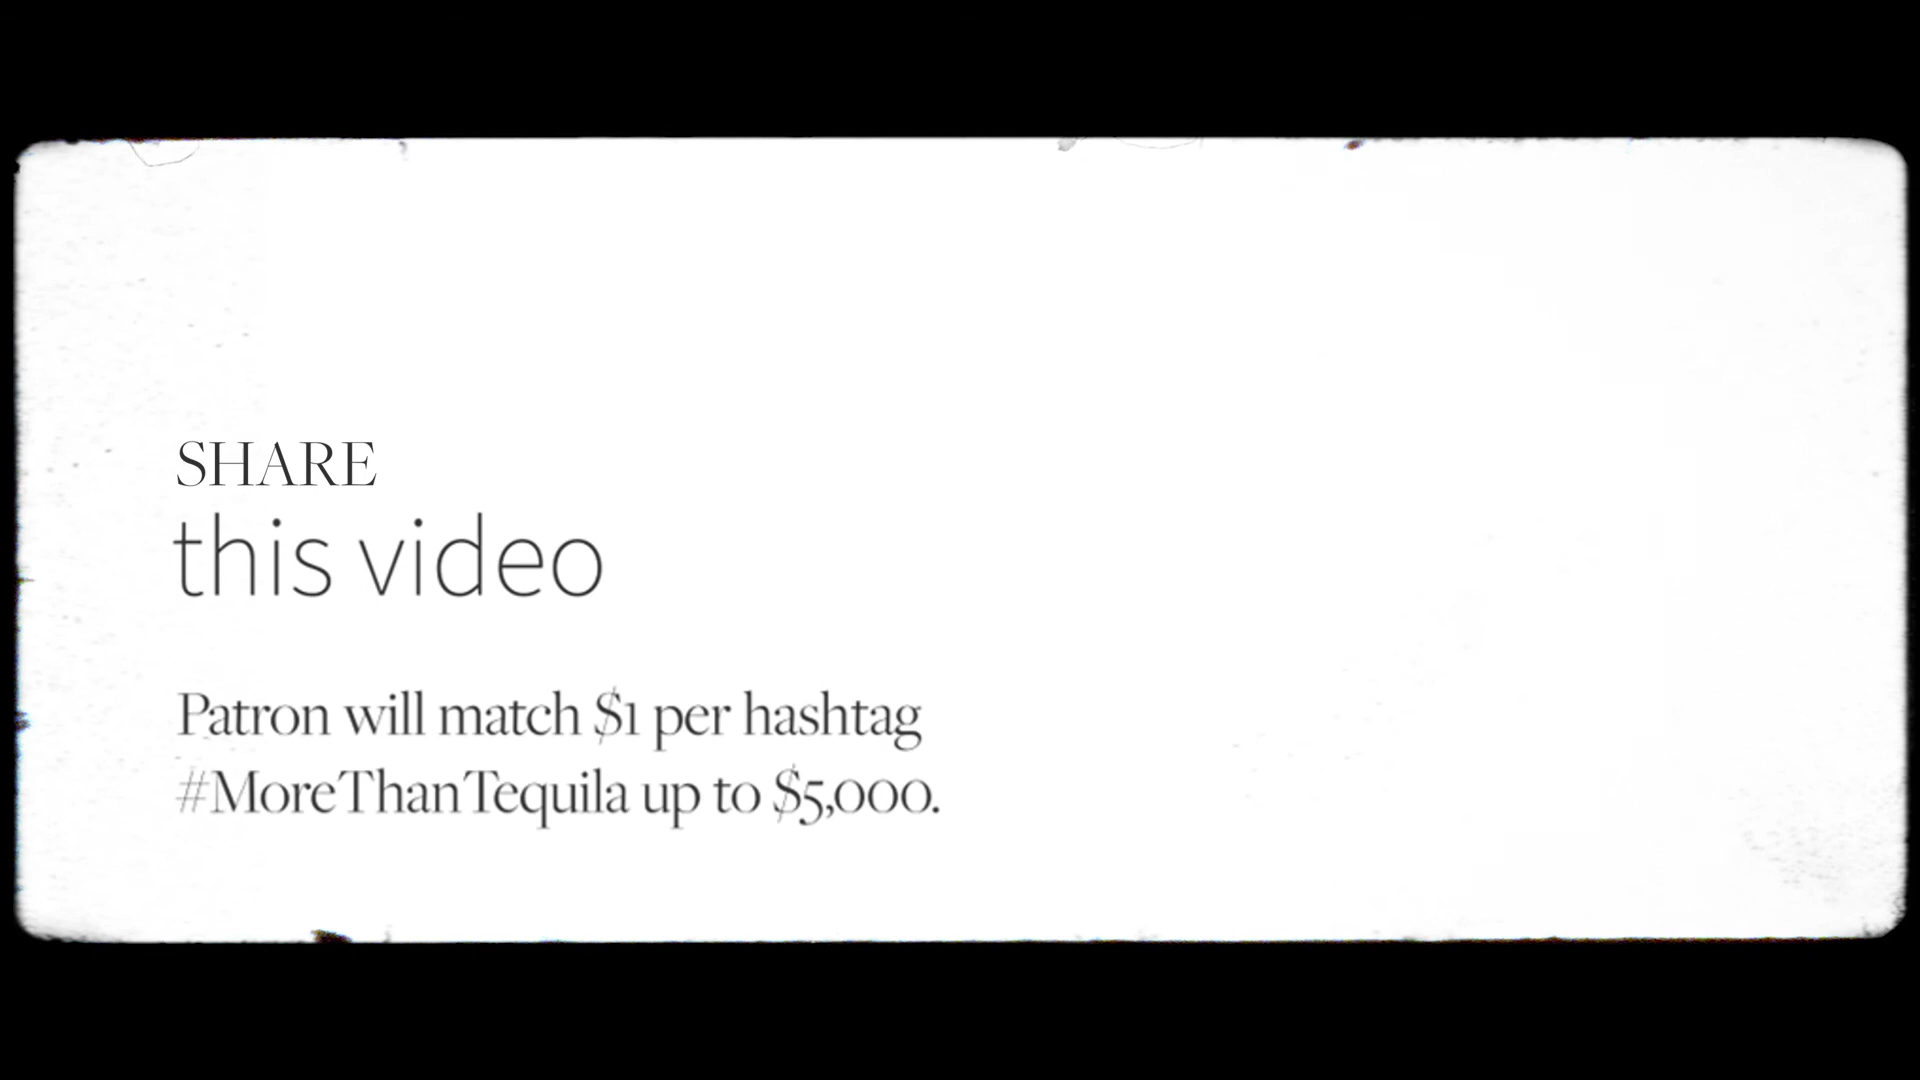 SHARE
this video
Patron will match $1 per hashtag
#MoreThanTequila up to $5,000.